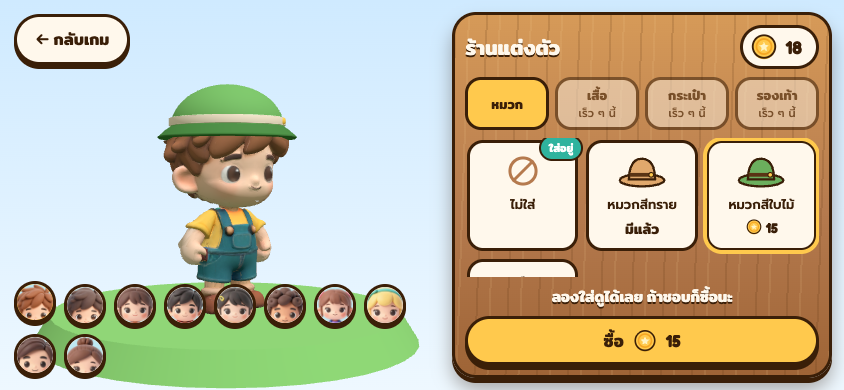 ← กลับเกม
ร้านแต่งตัว
18
หมวก
เสื้อ
เร็ว ๆ นี้
กระเป๋า
เร็ว ๆ นี้
รองเท้า
เร็ว ๆ นี้
ใส่อยู่
ไม่ใส่
หมวกสีทราย
มีแล้ว
หมวกสีใบไม้
15
ลองใส่ดูได้เลย ถ้าชอบก็ซื้อนะ
ซื้อ 15